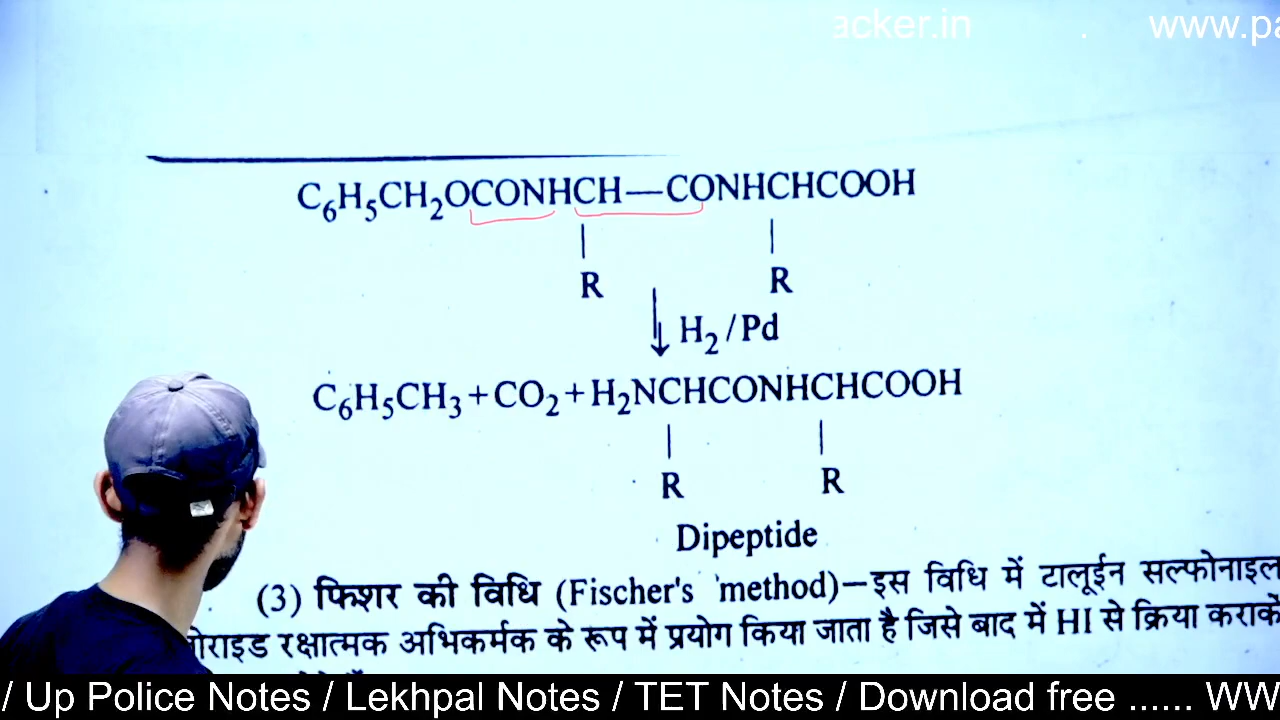 acker.in . www.pa
C₆H₅CH₂OCONHCH—CONHCHCOOH
| |
R R
↓ H₂/Pd
C₆H₅CH₃+CO₂+H₂NCHCONHCHCOOH
| |
R R
Dipeptide
(3) फिशर की विधि (Fischer's method)—इस विधि में टालूईन सल्फोनाइल
ोराइड रक्षात्मक अभिकर्मक के रूप में प्रयोग किया जाता है जिसे बाद में HI से क्रिया कराके
/ Up Police Notes / Lekhpal Notes / TET Notes / Download free ...... WW